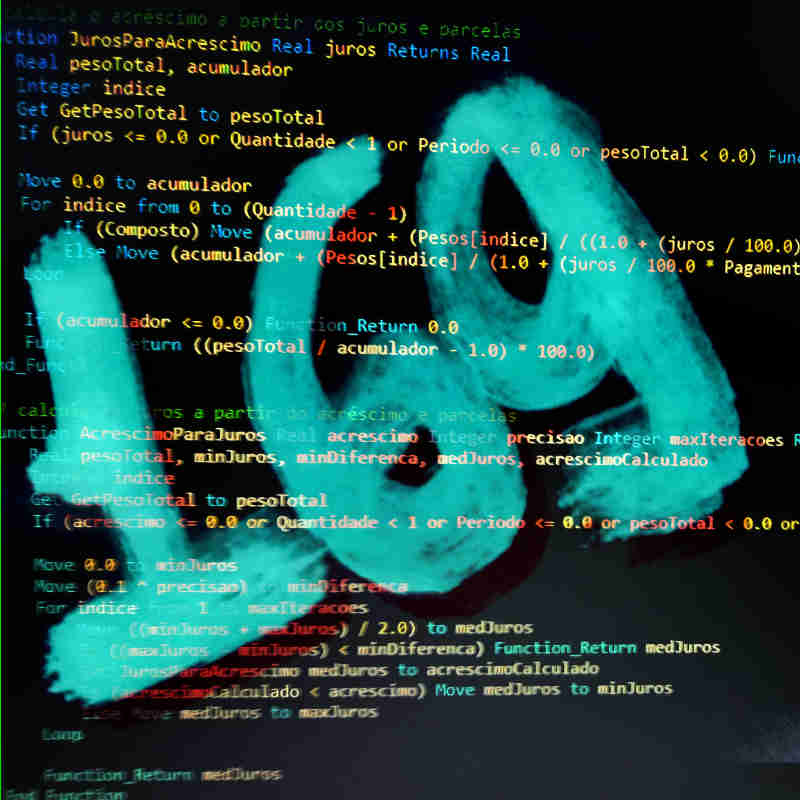 calcula o acréscimo a partir dos juros e parcelas
ction JurosParaAcrescimo Real juros Returns Real
Real pesoTotal, acumulador
Integer indice
Get GetPesoTotal to pesoTotal
If (juros <= 0.0 or Quantidade < 1 or Periodo <= 0.0 or pesoTotal < 0.0) Func
Move 0.0 to acumulador
For indice from 0 to (Quantidade - 1)
If (Composto) Move (acumulador + (Pesos[indice] / ((1.0 + (juros / 100.0)
Else Move (acumulador + (Pesos[indice] / (1.0 + (juros / 100.0 * Pagament
Loop
If (acumulador <= 0.0) Function_Return 0.0
Function_Return ((pesoTotal / acumulador - 1.0) * 100.0)
nd_Function
/ calcula juros a partir do acréscimo e parcelas
unction AcrescimoParaJuros Real acrescimo Integer precisao Integer maxIteracoes R
Real pesoTotal, minJuros, minDiferenca, medJuros, acrescimoCalculado
Integer indice
Get GetPesoTotal to pesoTotal
If (acrescimo <= 0.0 or Quantidade < 1 or Periodo <= 0.0 or pesoTotal < 0.0 or
Move 0.0 to minJuros
Move (0.1 ^ precisao) to minDiferenca
For indice from 1 to maxIteracoes
Move ((minJuros + maxJuros) / 2.0) to medJuros
If ((maxJuros - minJuros) < minDiferenca) Function_Return medJuros
Get JurosParaAcrescimo medJuros to acrescimoCalculado
If (acrescimoCalculado < acrescimo) Move medJuros to minJuros
Else Move medJuros to maxJuros
Loop
Function_Return medJuros
End_Function
169